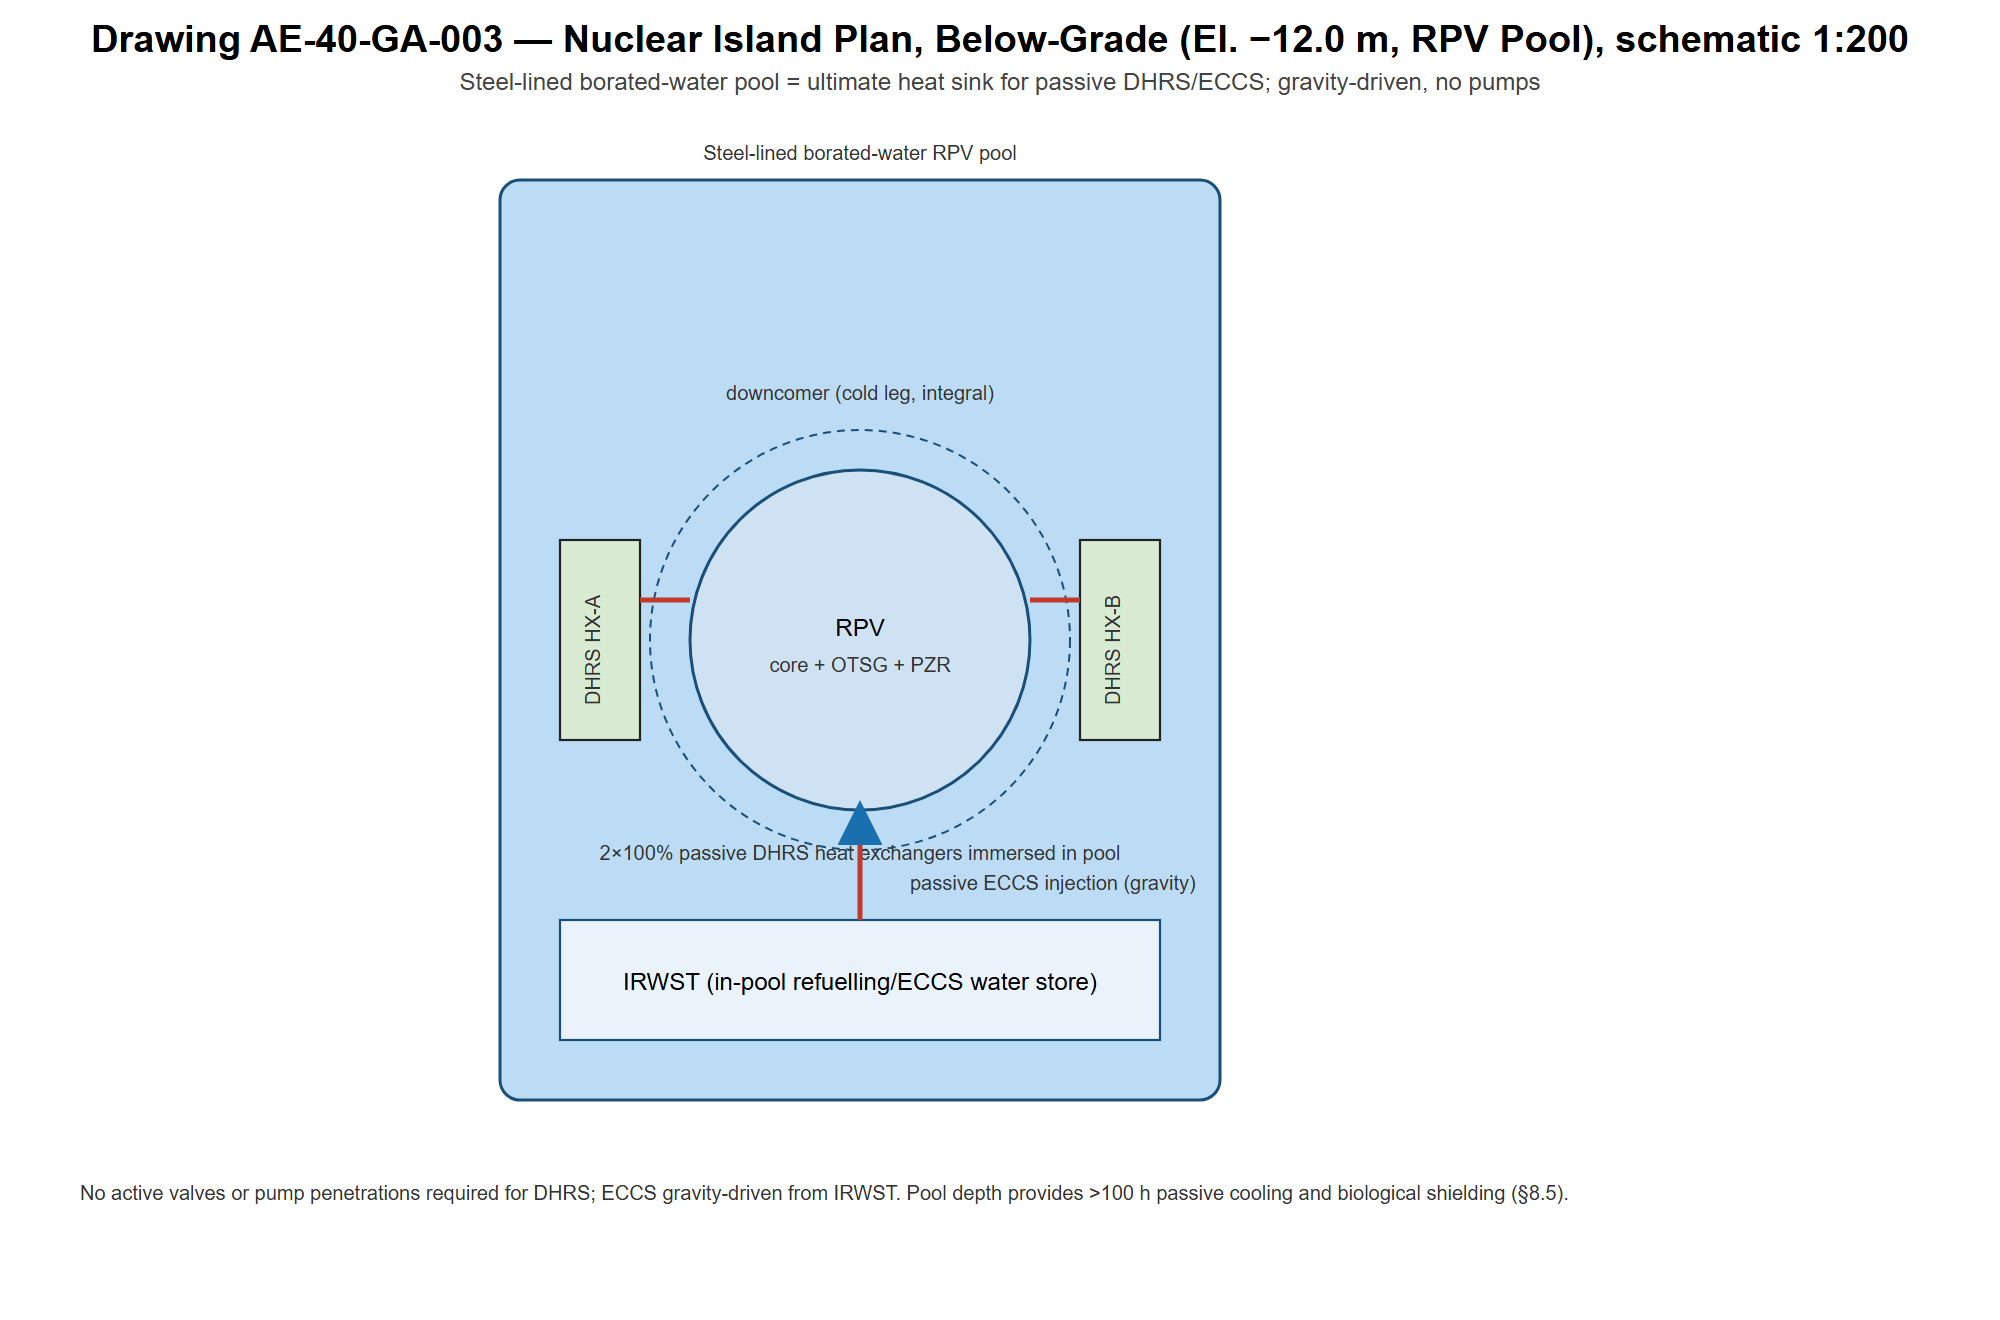 Drawing AE-40-GA-003 — Nuclear Island Plan, Below-Grade (El. −12.0 m, RPV Pool), schematic 1:200
Steel-lined borated-water pool = ultimate heat sink for passive DHRS/ECCS; gravity-driven, no pumps
Steel-lined borated-water RPV pool
downcomer (cold leg, integral)
DHRS HX-A
RPV
core + OTSG + PZR
DHRS HX-B
2×100% passive DHRS heat exchangers immersed in pool
passive ECCS injection (gravity)
IRWST (in-pool refuelling/ECCS water store)
No active valves or pump penetrations required for DHRS; ECCS gravity-driven from IRWST. Pool depth provides >100 h passive cooling and biological shielding (§8.5).